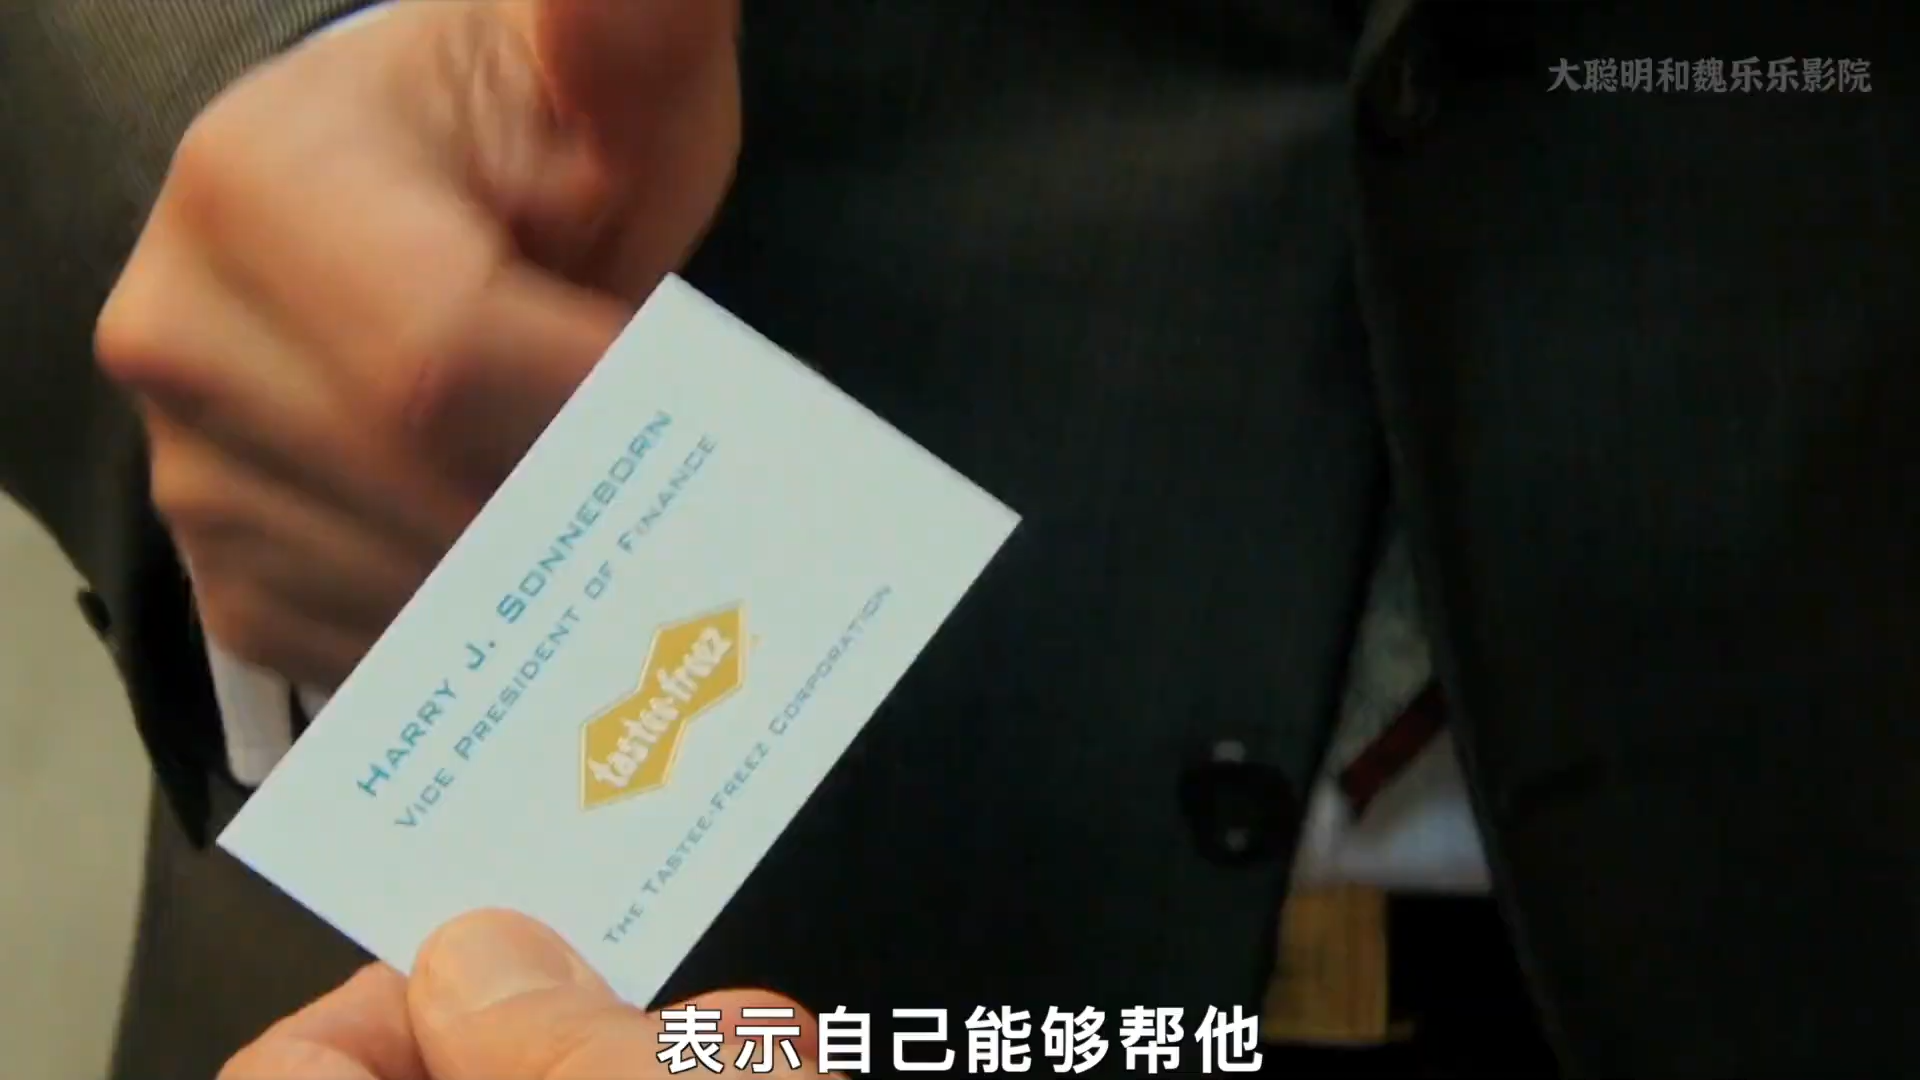 大聪明和魏乐乐影院
HARRY J. SONNEBORN
VICE PRESIDENT OF FINANCE
tastee-freez
THE TASTEE-FREEZ CORPORATION
表示自己能够帮他